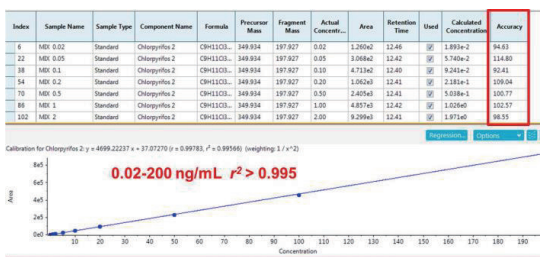 Index Sample Name Sample Type Component Name Formula Precursor Mass Fragment Mass Actual Concentr... Area Retention Time Used Calculated Concentration Accuracy
6 MIX 0.02 Standard Chlorpyrifos 2 C9H11Cl3... 349.934 197.927 0.02 1.260e2 12.46 1.893e-2 94.63
22 MIX 0.05 Standard Chlorpyrifos 2 C9H11Cl3... 349.934 197.927 0.05 3.068e2 12.42 5.740e-2 114.80
38 MIX 0.1 Standard Chlorpyrifos 2 C9H11Cl3... 349.934 197.927 0.10 4.713e2 12.40 9.241e-2 92.41
54 MIX 0.2 Standard Chlorpyrifos 2 C9H11Cl3... 349.934 197.927 0.20 1.062e3 12.41 2.181e-1 109.04
70 MIX 0.5 Standard Chlorpyrifos 2 C9H11Cl3... 349.934 197.927 0.50 2.405e3 12.41 5.038e-1 100.77
86 MIX 1 Standard Chlorpyrifos 2 C9H11Cl3... 349.934 197.927 1.00 4.857e3 12.42 1.026e0 102.57
102 MIX 2 Standard Chlorpyrifos 2 C9H11Cl3... 349.934 197.927 2.00 9.299e3 12.41 1.971e0 98.55
Regression... Options
Calibration for Chlorpyrifos 2: y = 4699.22237 x + 37.07270 (r = 0.99783, r² = 0.99566) (weighting: 1 / x^2)
0.02-200 ng/mL r² > 0.995
8e5
6e5
4e5
2e5
0e0
Area
10 20 30 40 50 60 70 80 90 100 110 120 130 140 150 160 170 180 190
Concentration